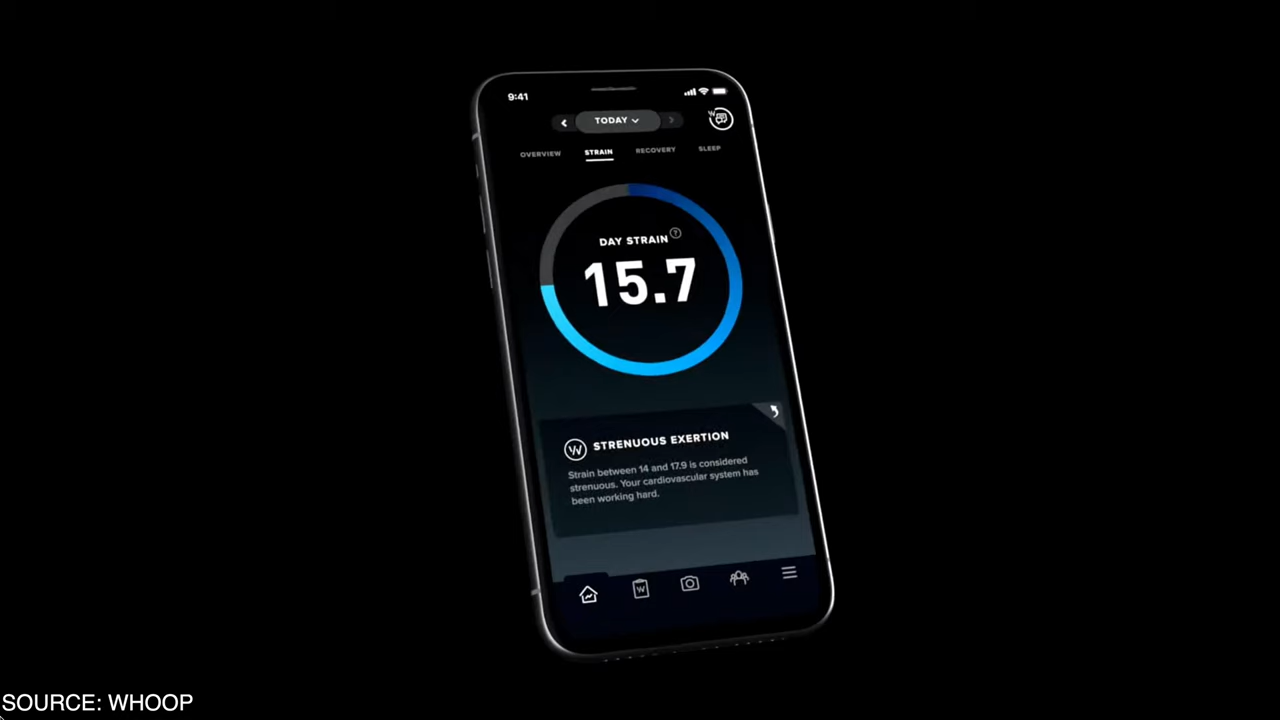 9:41
TODAY
OVERVIEW STRAIN RECOVERY SLEEP
DAY STRAIN ?
15.7
W STRENUOUS EXERTION
Strain between 14 and 17.9 is considered
strenuous. Your cardiovascular system has
been working hard.
SOURCE: WHOOP